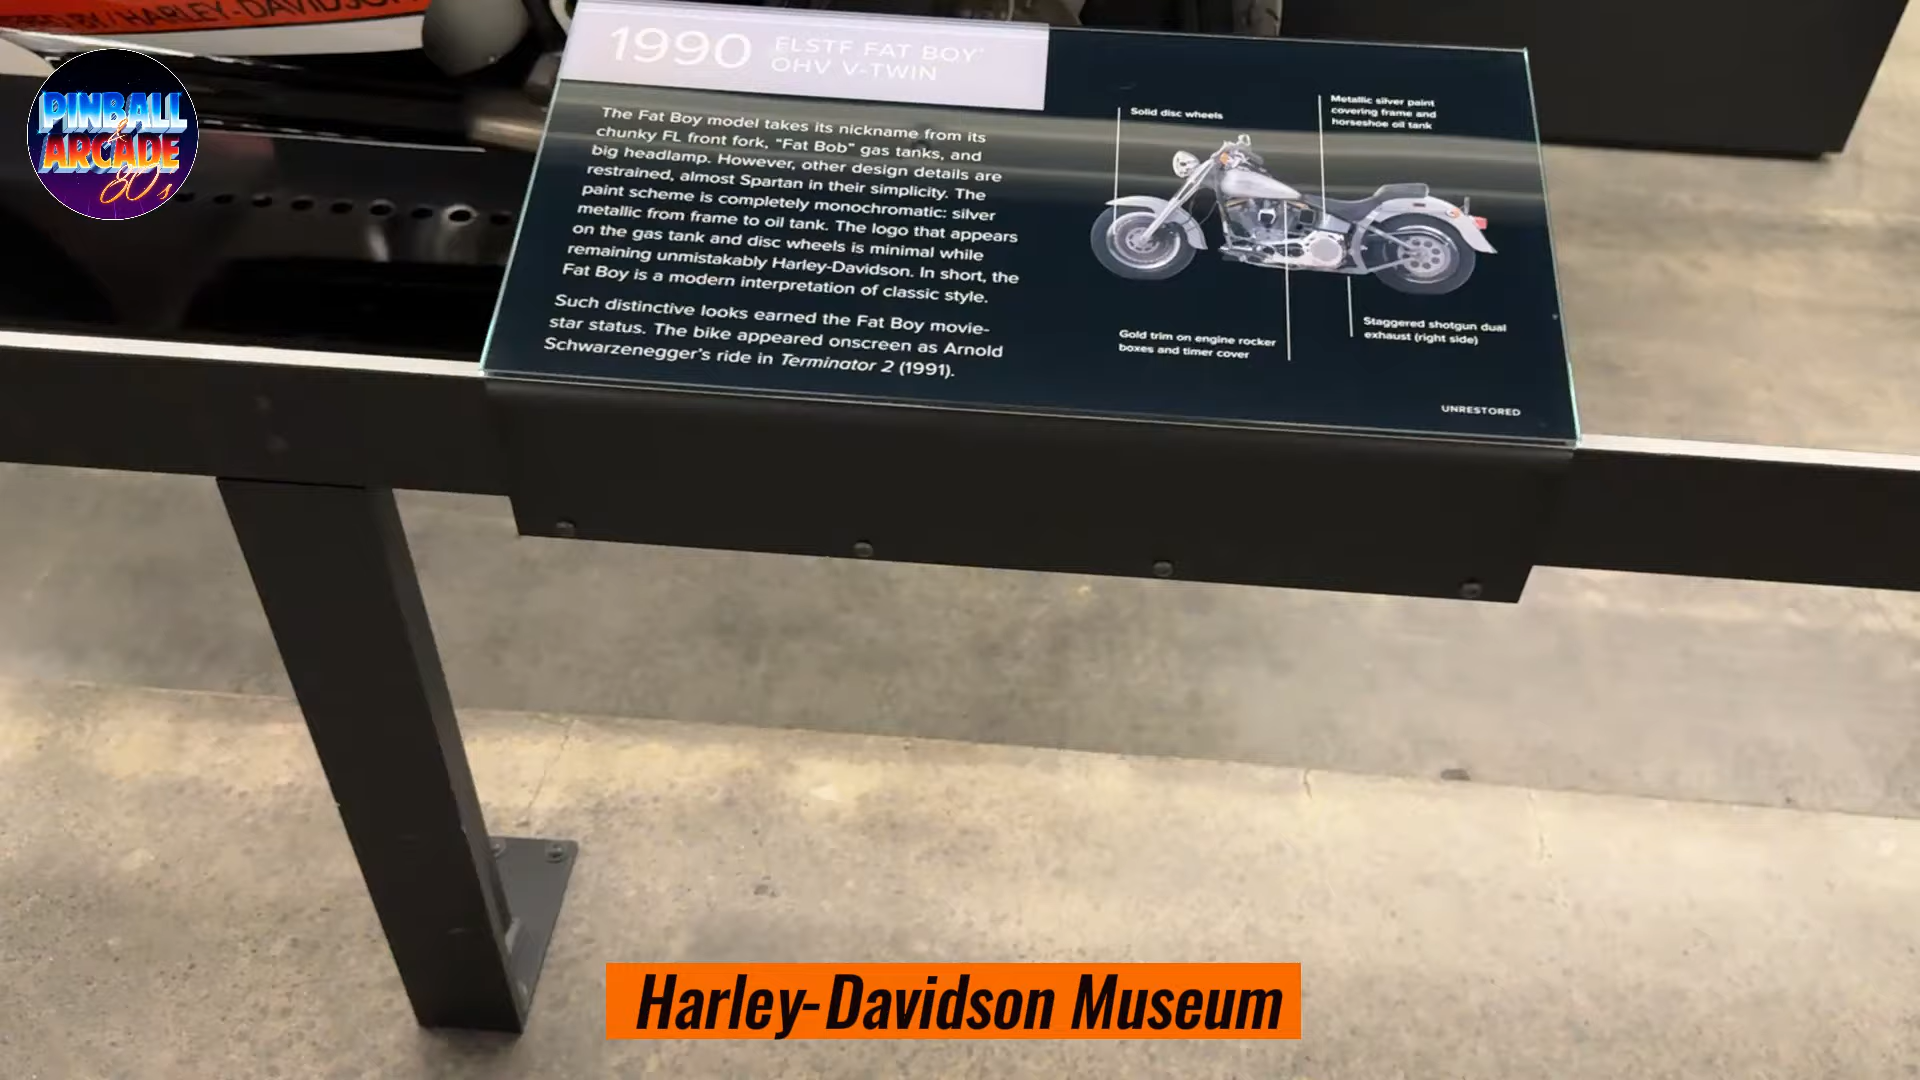 BY / HARLEY-DAVIDSON
PINBALL
&
ARCADE
80s
1990
FLSTF FAT BOY
OHV V-TWIN
The Fat Boy model takes its nickname from its
chunky FL front fork, “Fat Bob” gas tanks, and
big headlamp. However, other design details are
restrained, almost Spartan in their simplicity. The
paint scheme is completely monochromatic: silver
metallic from frame to oil tank. The logo that appears
on the gas tank and disc wheels is minimal while
remaining unmistakably Harley-Davidson. In short, the
Fat Boy is a modern interpretation of classic style.
Such distinctive looks earned the Fat Boy movie-
star status. The bike appeared onscreen as Arnold
Schwarzenegger’s ride in Terminator 2 (1991).
Solid disc wheels
Metallic silver paint
covering frame and
horseshoe oil tank
Gold trim on engine rocker
boxes and timer cover
Staggered shotgun dual
exhaust (right side)
UNRESTORED
Harley-Davidson Museum